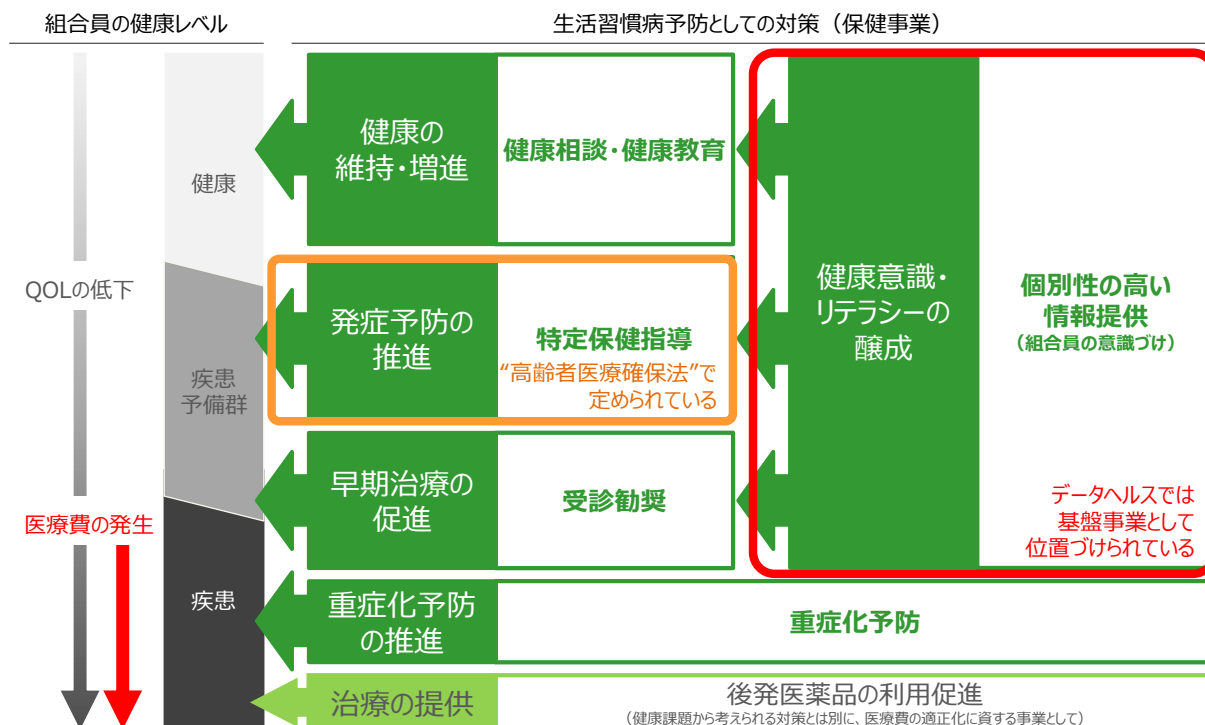 組合員の健康レベル
生活習慣病予防としての対策（保健事業）
QOLの低下
医療費の発生
健康
疾患
予備群
疾患
健康の
維持・増進
健康相談・健康教育
発症予防の
推進
特定保健指導
“高齢者医療確保法”で
定められている
早期治療の
促進
受診勧奨
健康意識・
リテラシーの
醸成
個別性の高い
情報提供
（組合員の意識づけ）
データヘルスでは
基盤事業として
位置づけられている
重症化予防
の推進
重症化予防
治療の提供
後発医薬品の利用促進
（健康課題から考えられる対策とは別に、医療費の適正化に資する事業として）